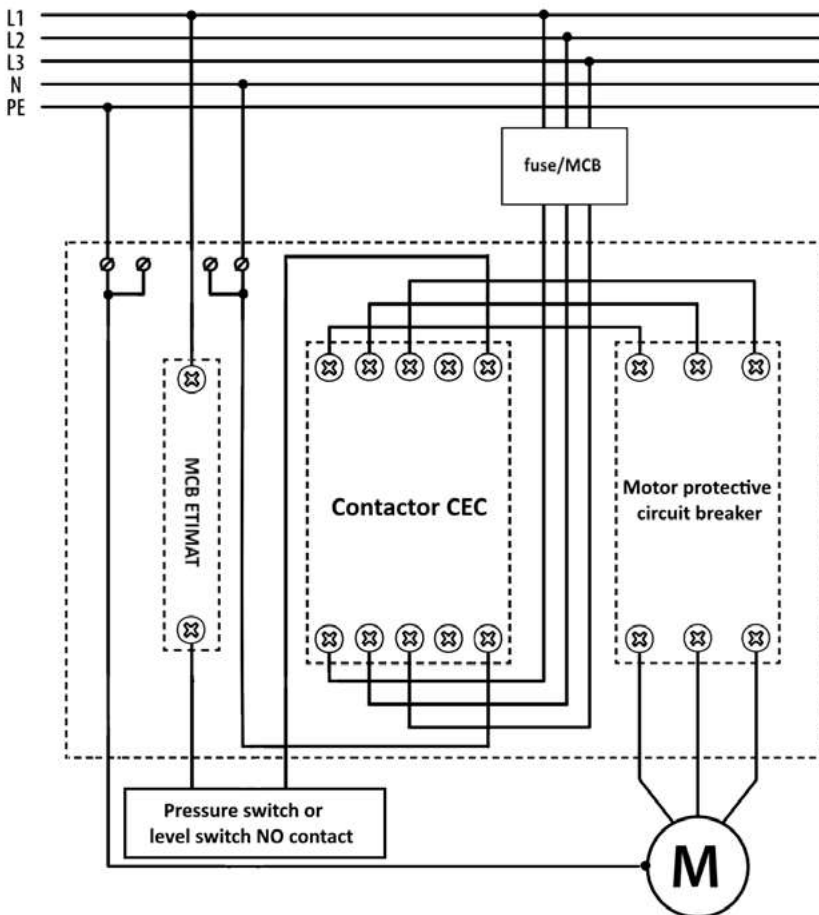 L1
L2
L3
N
PE
fuse/MCB
MCB ETIMAT
Contactor CEC
Motor protective
circuit breaker
Pressure switch or
level switch NO contact
M